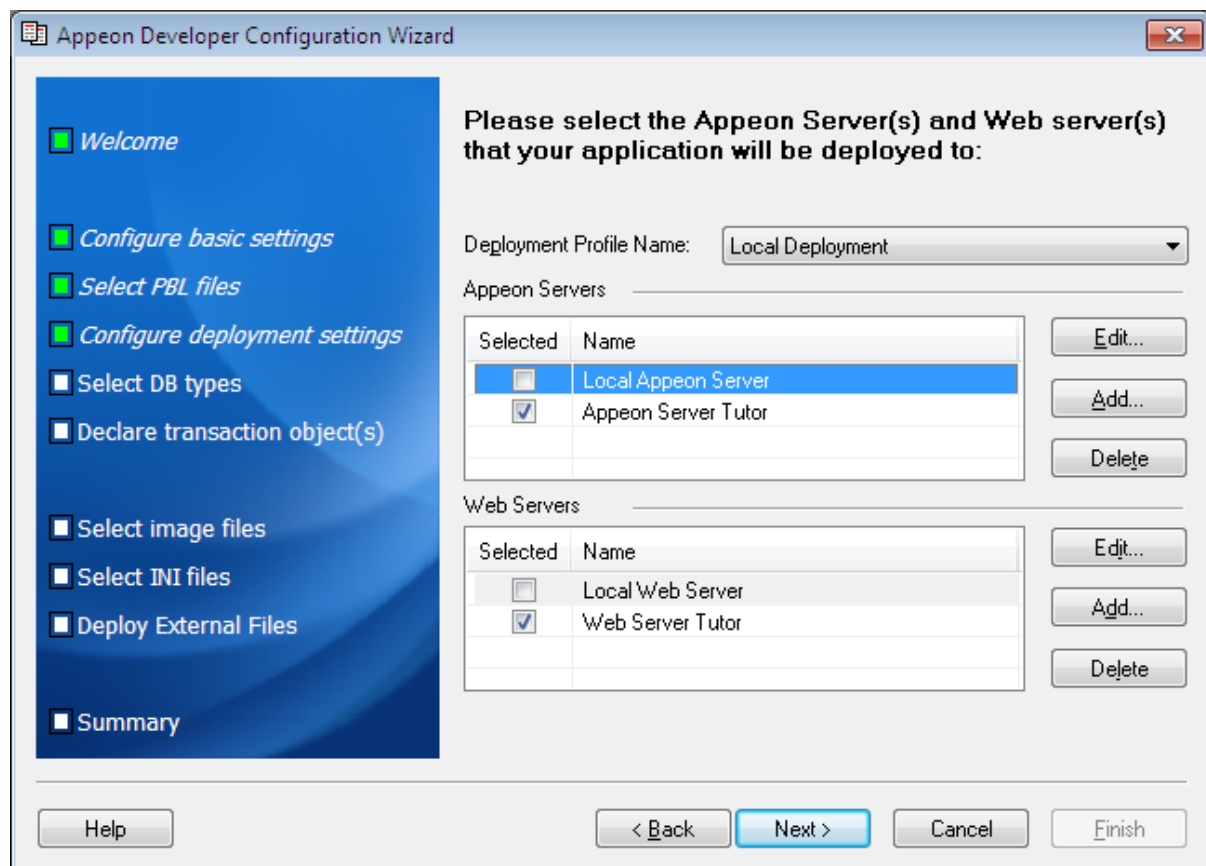 Appeon Developer Configuration Wizard
Welcome
Configure basic settings
Select PBL files
Configure deployment settings
Select DB types
Declare transaction object(s)
Select image files
Select INI files
Deploy External Files
Summary
Please select the Appeon Server(s) and Web server(s)
that your application will be deployed to:
Deployment Profile Name: Local Deployment
Appeon Servers
Selected Name
Local Appeon Server
Appeon Server Tutor
Edit...
Add...
Delete
Web Servers
Selected Name
Local Web Server
Web Server Tutor
Edit...
Add...
Delete
Help < Back Next > Cancel Finish